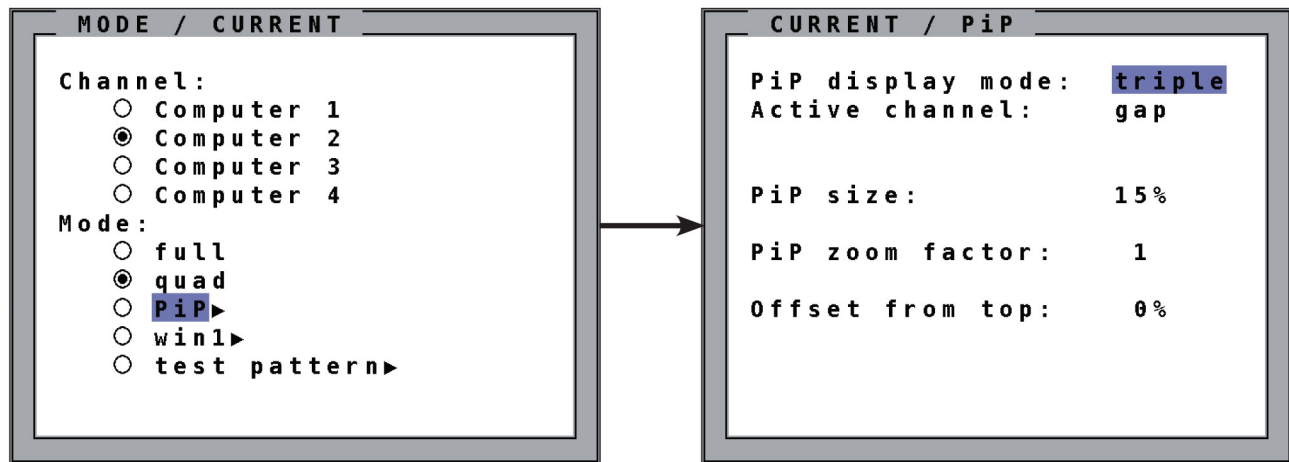 MODE / CURRENT
Channel:
Computer 1
Computer 2
Computer 3
Computer 4
Mode:
full
quad
PiP▶
win1▶
test pattern▶
CURRENT / PiP
PiP display mode: triple
Active channel: gap
PiP size: 15%
PiP zoom factor: 1
Offset from top: 0%